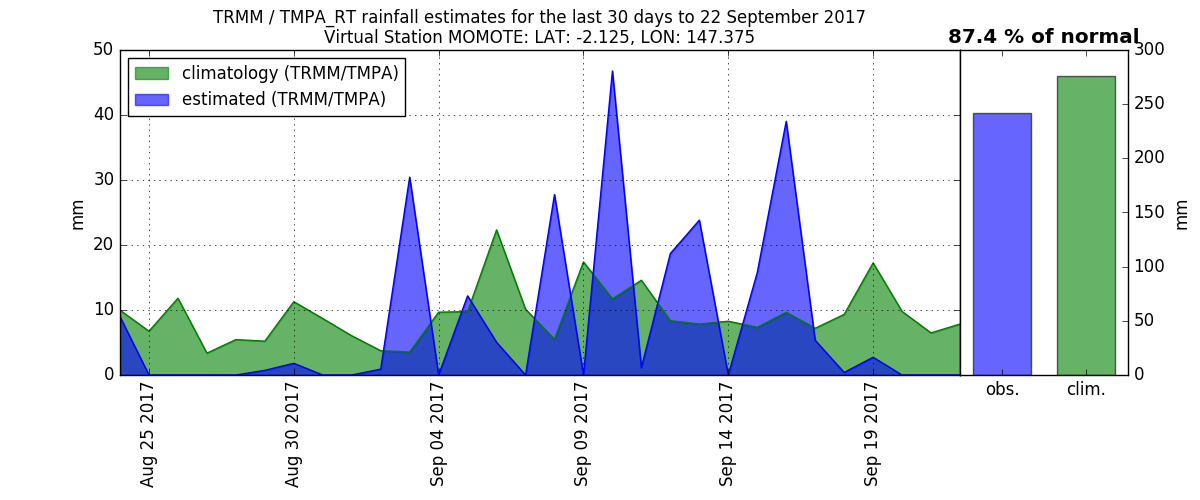 TRMM / TMPA_RT rainfall estimates for the last 30 days to 22 September 2017
Virtual Station MOMOTE: LAT: -2.125, LON: 147.375
87.4 % of normal
climatology (TRMM/TMPA)
estimated (TRMM/TMPA)
50
40
30
20
10
0
mm
Aug 25 2017
Aug 30 2017
Sep 04 2017
Sep 09 2017
Sep 14 2017
Sep 19 2017
obs.
clim.
300
250
200
150
100
50
0
mm